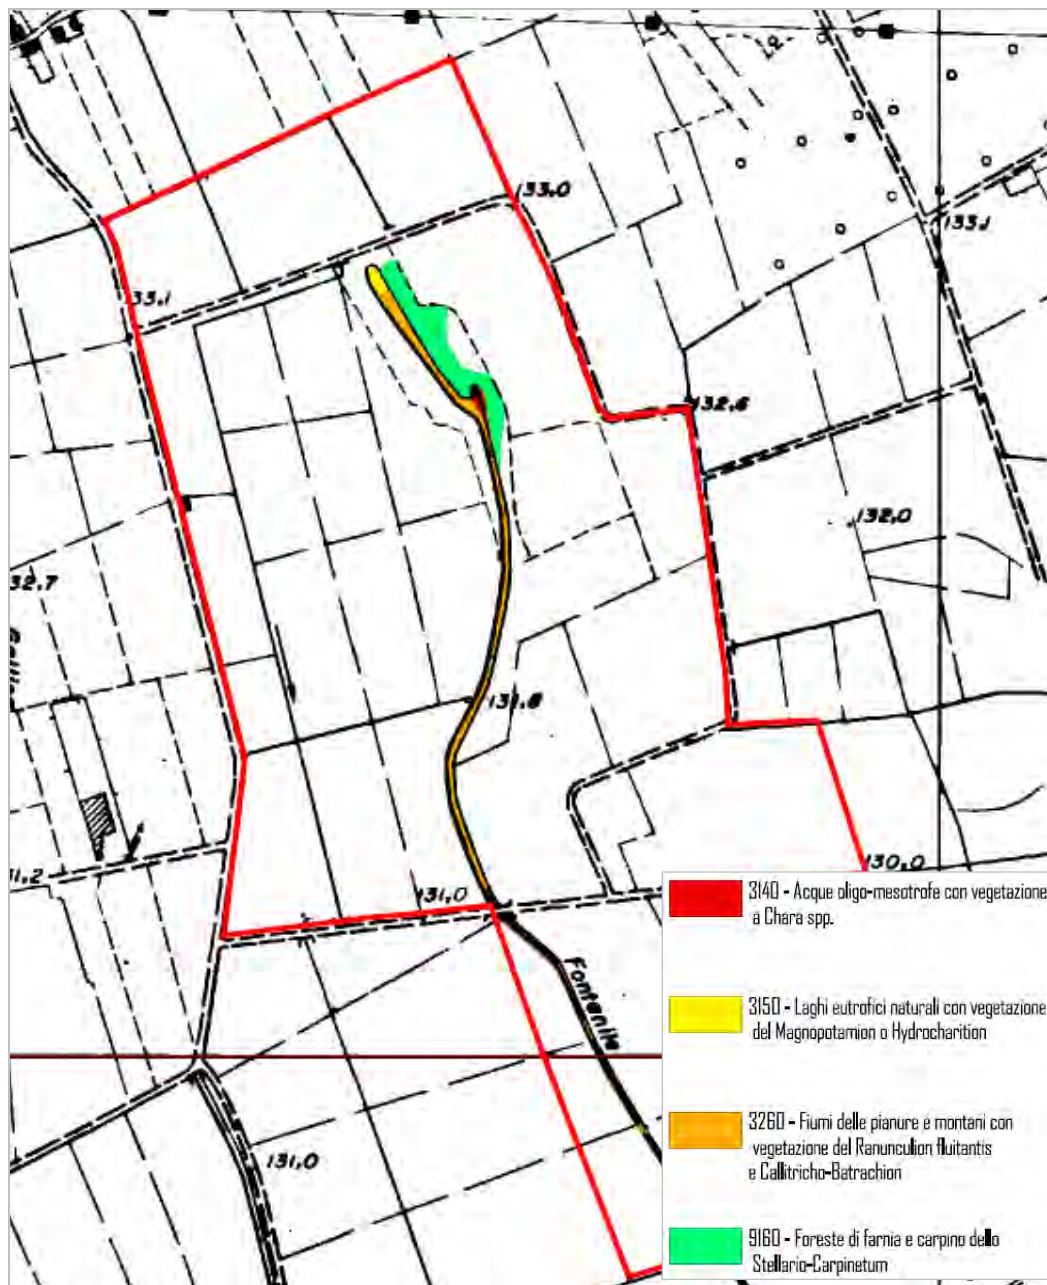 33.0
133.1
33.1
132.6
132.0
32.7
131.8
131.0
130.0
31.2
Fontanile
131.0
3140 - Acque oligo-mesotrofe con vegetazione
a Chara spp.
3150 - Laghi eutrofici naturali con vegetazione
del Magnopotamion o Hydrocharition
3260 - Fiumi delle pianure e montani con
vegetazione del Ranunculion fluitantis
e Callitricho-Batrachion
9160 - Foreste di farnia e carpino dello
Stellario-Carpinetum